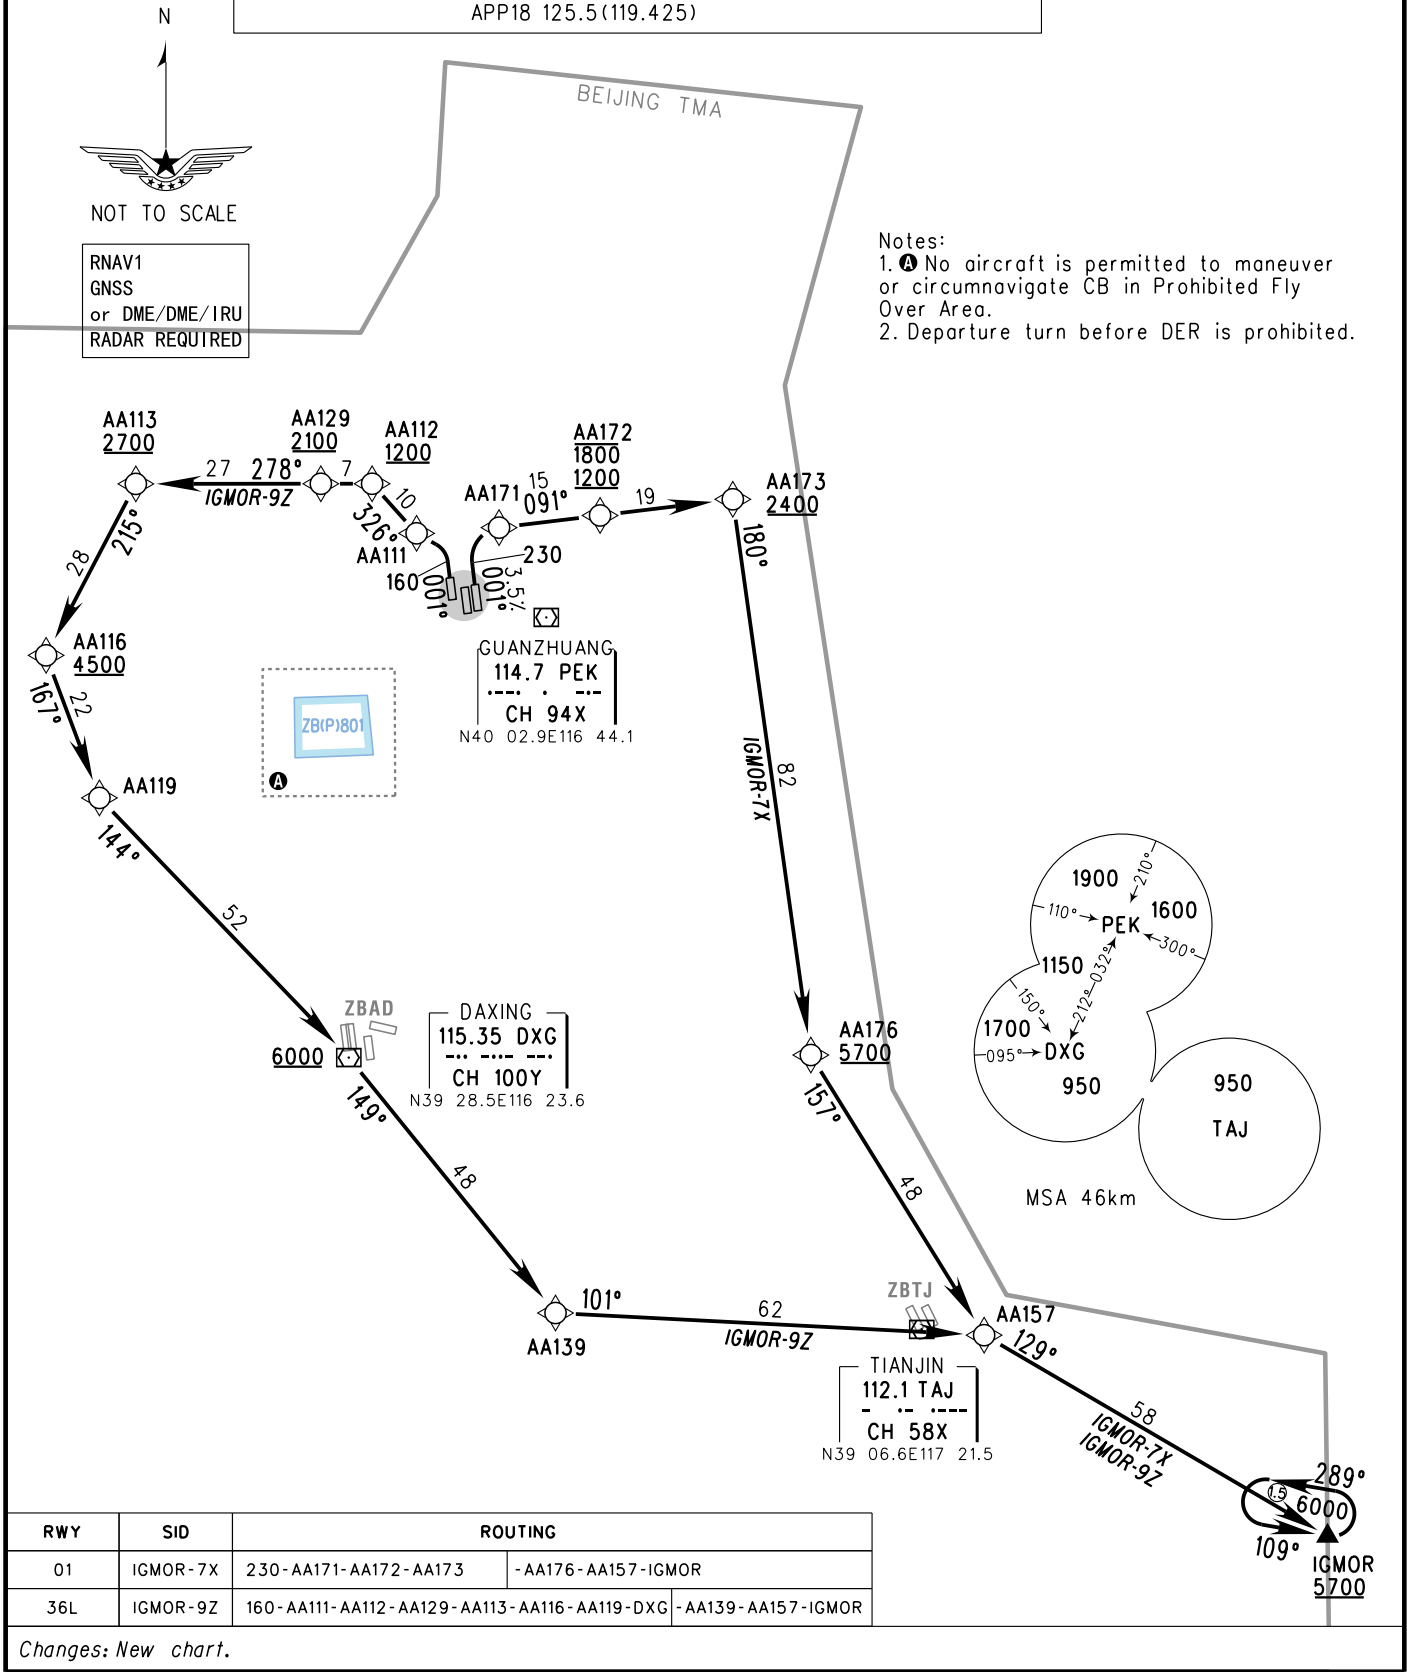 APP18 125.5(119.425)
N
BEIJING TMA
NOT TO SCALE
RNAV1
GNSS
or DME/DME/IRU
RADAR REQUIRED
Notes:
1. A No aircraft is permitted to maneuver
or circumnavigate CB in Prohibited Fly
Over Area.
2. Departure turn before DER is prohibited.
AA113
2700
27
278°
IGMOR-9Z
AA129
2100
7
AA112
1200
10
326°
AA111
160
001°
AA171
15
091°
230
001°
3.5%
AA172
1800
1200
19
AA173
2400
180°
215°
28
AA116
4500
167°
22
AA119
144°
52
ZB(P)801
A
GUANZHUANG
114.7 PEK
·--· · -·-
CH 94X
N40 02.9E116 44.1
IGMOR-7X
82
1900
210°
110°
PEK
1600
300°
1150
032°
212°
150°
1700
095°
DXG
950
950
TAJ
MSA 46km
ZBAD
6000
DAXING
115.35 DXG
-·· -··- --·
CH 100Y
N39 28.5E116 23.6
149°
48
AA176
5700
157°
48
AA139
101°
62
IGMOR-9Z
ZBTJ
AA157
129°
TIANJIN
112.1 TAJ
- ·- ·---
CH 58X
N39 06.6E117 21.5
58
IGMOR-7X
IGMOR-9Z
289°
1.5
6000
109°
IGMOR
5700
RWY SID ROUTING
01 IGMOR-7X 230-AA171-AA172-AA173 -AA176-AA157-IGMOR
36L IGMOR-9Z 160-AA111-AA112-AA129-AA113-AA116-AA119-DXG -AA139-AA157-IGMOR
Changes: New chart.